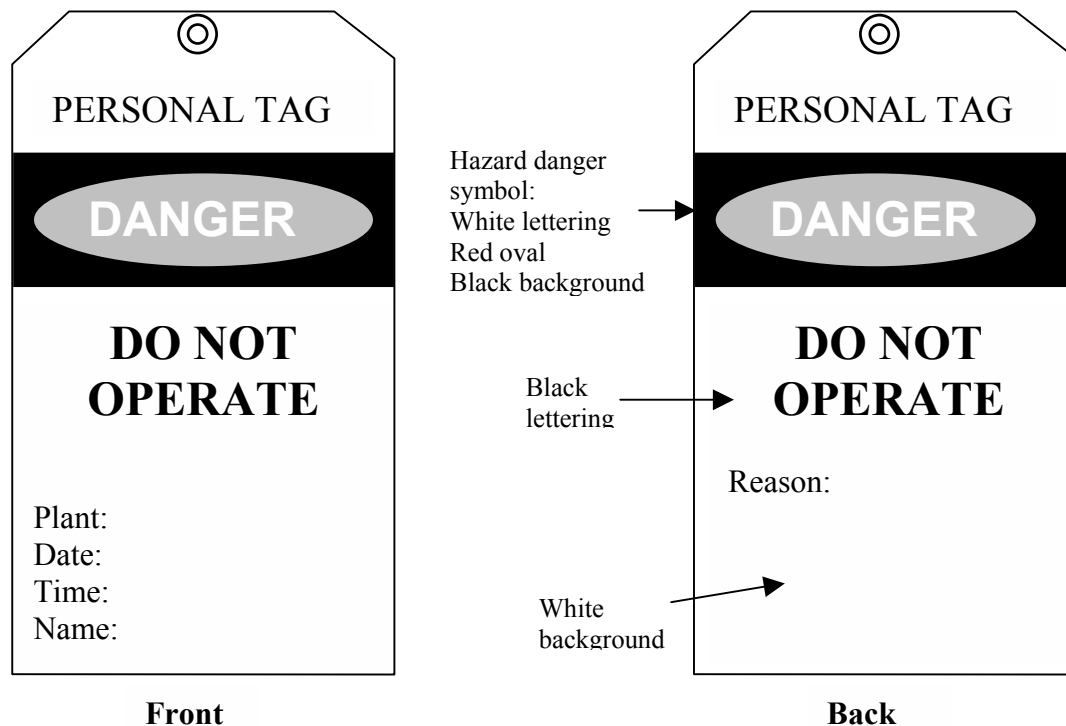 PERSONAL TAG
DANGER
DO NOT
OPERATE
Plant:
Date:
Time:
Name:
Front
Hazard danger
symbol:
White lettering
Red oval
Black background
Black
lettering
White
background
PERSONAL TAG
DANGER
DO NOT
OPERATE
Reason:
Back